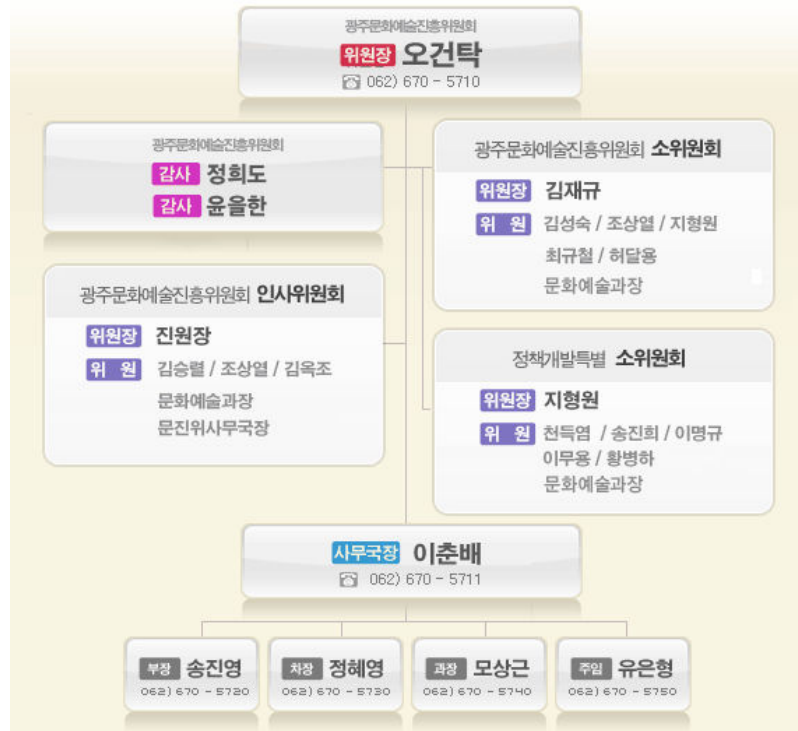 광주문화예술진흥위원회
위원장 오건탁
062) 670 - 5710
광주문화예술진흥위원회
감사 정희도
감사 윤을한
광주문화예술진흥위원회 소위원회
위원장 김재규
위 원 김성숙 / 조상열 / 지형원
최규철 / 허달용
문화예술과장
광주문화예술진흥위원회 인사위원회
위원장 진원장
위 원 김승렬 / 조상열 / 김옥조
문화예술과장
문진위사무국장
정책개발특별 소위원회
위원장 지형원
위 원 천득염 / 송진희 / 이명규
이무용 / 황병하
문화예술과장
사무국장 이춘배
062) 670 - 5711
부장 송진영
062) 670 - 5720
차장 정혜영
062) 670 - 5730
과장 모상근
062) 670 - 5740
주임 유은형
062) 670 - 5750